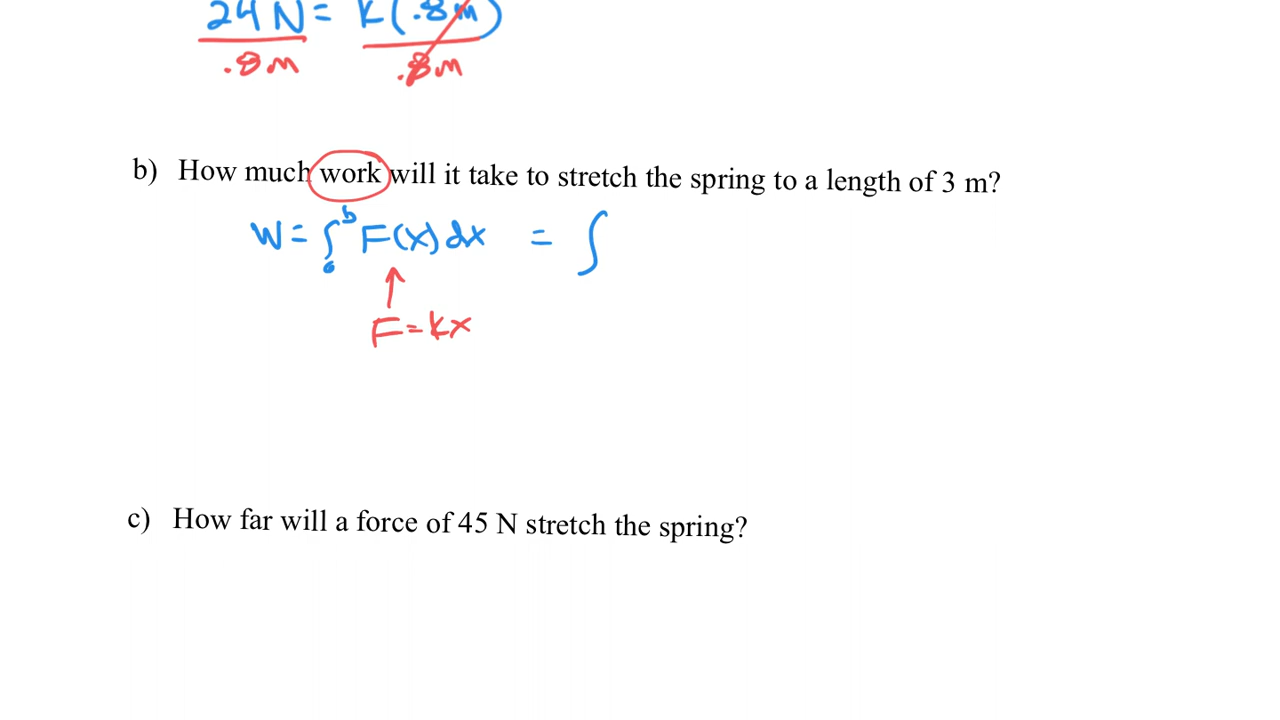 24 N = k(.8m)
.8m .8m
b) How much work will it take to stretch the spring to a length of 3 m?
W = ∫₀ᵇ F(x) dx = ∫
F = kx
c) How far will a force of 45 N stretch the spring?